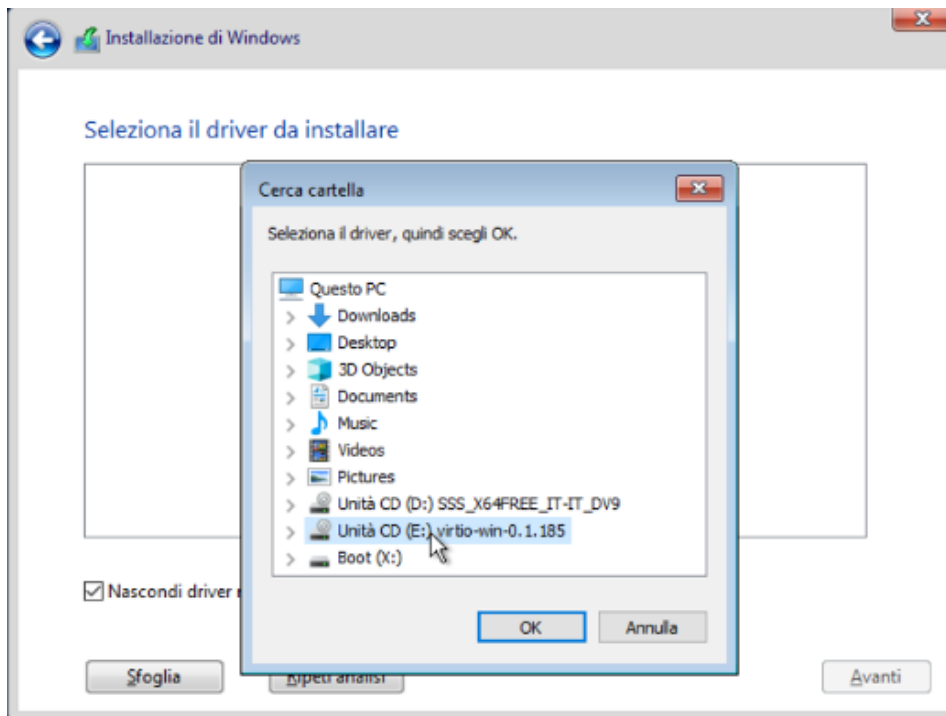 Installazione di Windows
Seleziona il driver da installare
Cerca cartella
Seleziona il driver, quindi scegli OK.
Questo PC
Downloads
Desktop
3D Objects
Documents
Music
Videos
Pictures
Unità CD (D:) SSS_X64FREE_IT-IT_DV9
Unità CD (E:) virtio-win-0.1.185
Boot (X:)
Nascondi driver
OK Annulla
Sfoglia Ripeti analisi Avanti